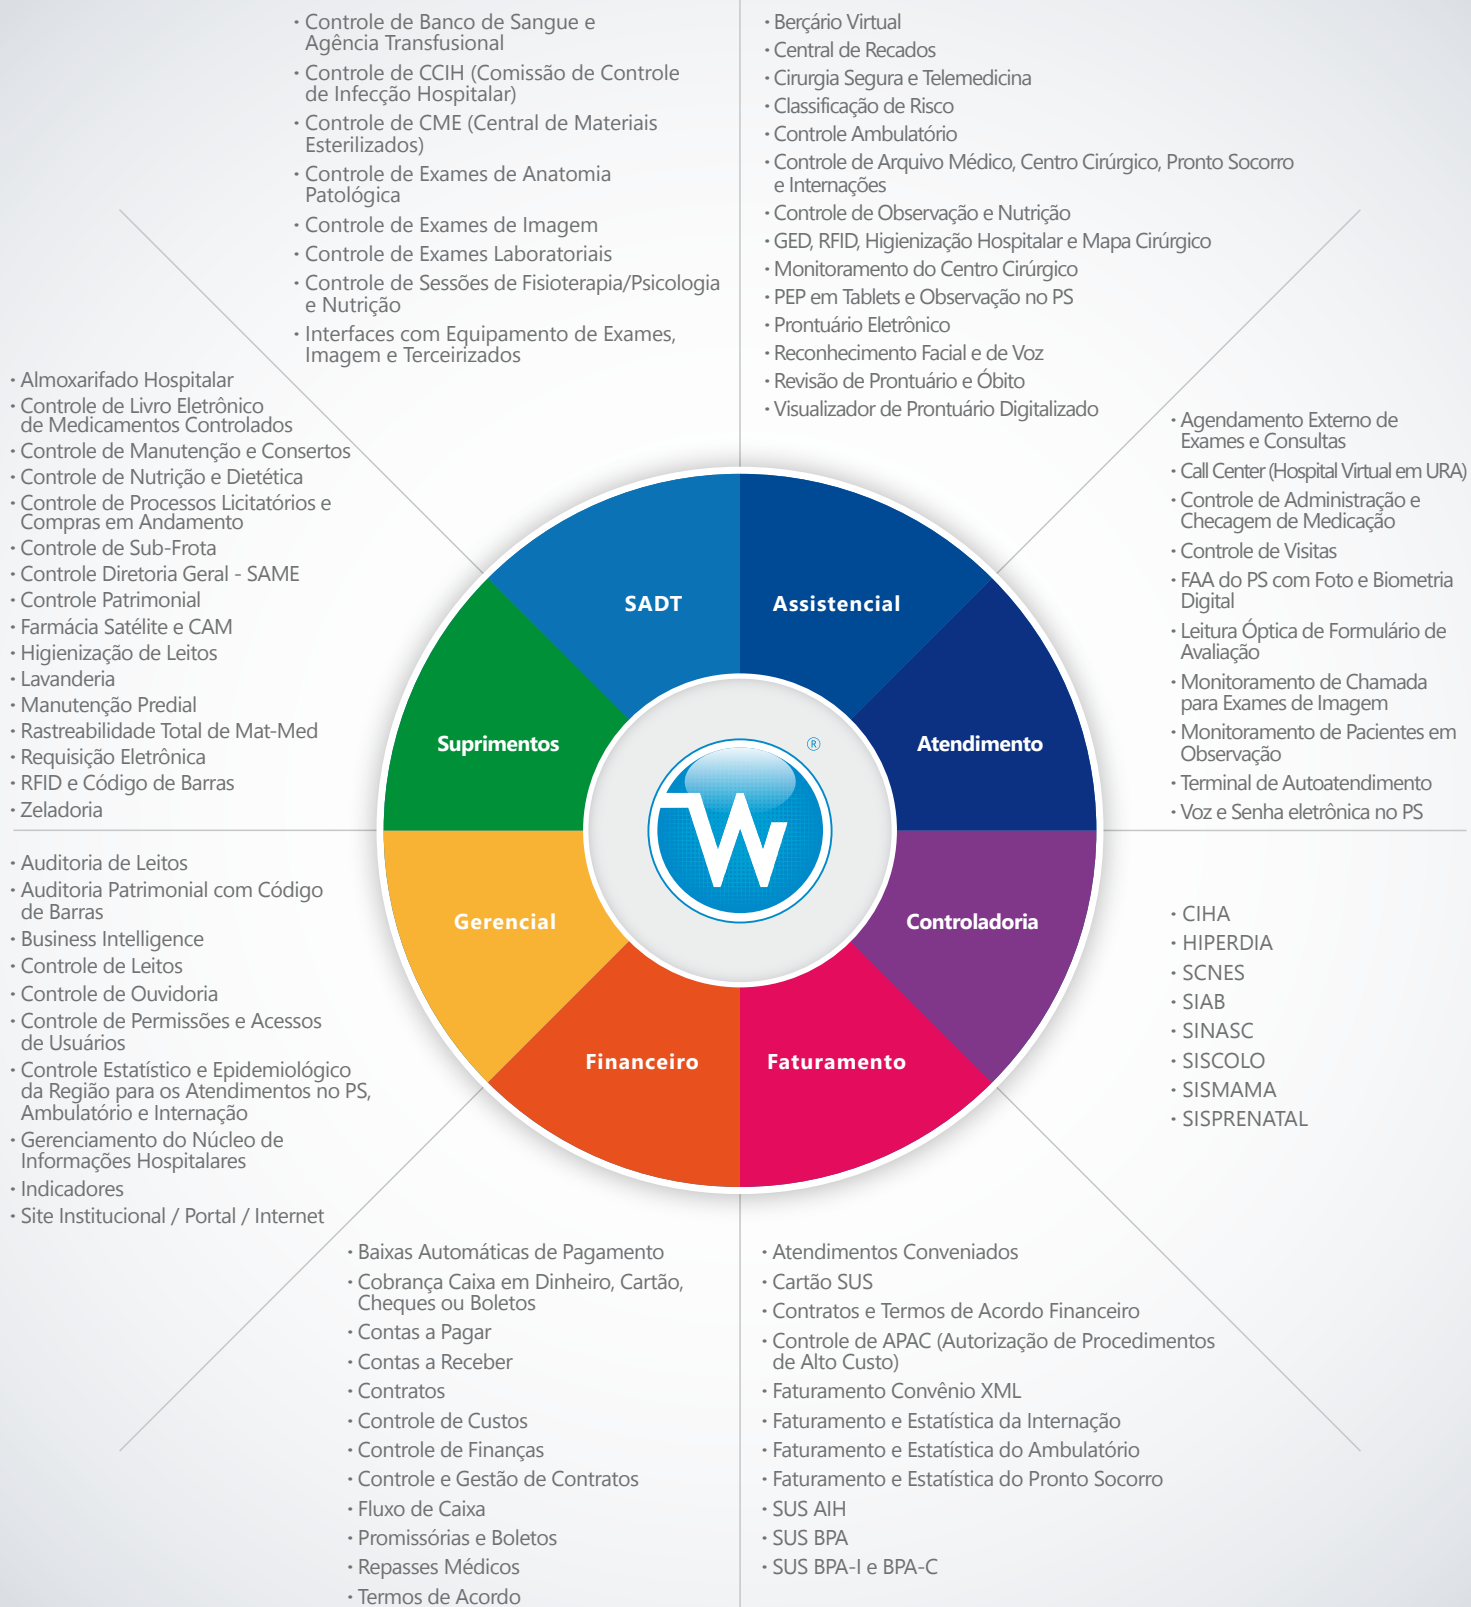 · Controle de Banco de Sangue e
Agência Transfusional
· Controle de CCIH (Comissão de Controle
de Infecção Hospitalar)
· Controle de CME (Central de Materiais
Esterilizados)
· Controle de Exames de Anatomia
Patológica
· Controle de Exames de Imagem
· Controle de Exames Laboratoriais
· Controle de Sessões de Fisioterapia/Psicologia
e Nutrição
· Interfaces com Equipamento de Exames,
Imagem e Terceirizados
· Berçário Virtual
· Central de Recados
· Cirurgia Segura e Telemedicina
· Classificação de Risco
· Controle Ambulatório
· Controle de Arquivo Médico, Centro Cirúrgico, Pronto Socorro
e Internações
· Controle de Observação e Nutrição
· GED, RFID, Higienização Hospitalar e Mapa Cirúrgico
· Monitoramento do Centro Cirúrgico
· PEP em Tablets e Observação no PS
· Prontuário Eletrônico
· Reconhecimento Facial e de Voz
· Revisão de Prontuário e Óbito
· Visualizador de Prontuário Digitalizado
· Almoxarifado Hospitalar
· Controle de Livro Eletrônico
de Medicamentos Controlados
· Controle de Manutenção e Consertos
· Controle de Nutrição e Dietética
· Controle de Processos Licitatórios e
Compras em Andamento
· Controle de Sub-Frota
· Controle Diretoria Geral - SAME
· Controle Patrimonial
· Farmácia Satélite e CAM
· Higienização de Leitos
· Lavanderia
· Manutenção Predial
· Rastreabilidade Total de Mat-Med
· Requisição Eletrônica
· RFID e Código de Barras
· Zeladoria
· Agendamento Externo de
Exames e Consultas
· Call Center (Hospital Virtual em URA)
· Controle de Administração e
Checagem de Medicação
· Controle de Visitas
· FAA do PS com Foto e Biometria
Digital
· Leitura Óptica de Formulário de
Avaliação
· Monitoramento de Chamada
para Exames de Imagem
· Monitoramento de Pacientes em
Observação
· Terminal de Autoatendimento
· Voz e Senha eletrônica no PS
SADT
Assistencial
Suprimentos
Atendimento
W ®
Gerencial
Controladoria
Financeiro
Faturamento
· Auditoria de Leitos
· Auditoria Patrimonial com Código
de Barras
· Business Intelligence
· Controle de Leitos
· Controle de Ouvidoria
· Controle de Permissões e Acessos
de Usuários
· Controle Estatístico e Epidemiológico
da Região para os Atendimentos no PS,
Ambulatório e Internação
· Gerenciamento do Núcleo de
Informações Hospitalares
· Indicadores
· Site Institucional / Portal / Internet
· CIHA
· HIPERDIA
· SCNES
· SIAB
· SINASC
· SISCOLO
· SISMAMA
· SISPRENATAL
· Baixas Automáticas de Pagamento
· Cobrança Caixa em Dinheiro, Cartão,
Cheques ou Boletos
· Contas a Pagar
· Contas a Receber
· Contratos
· Controle de Custos
· Controle de Finanças
· Controle e Gestão de Contratos
· Fluxo de Caixa
· Promissórias e Boletos
· Repasses Médicos
· Termos de Acordo
· Atendimentos Conveniados
· Cartão SUS
· Contratos e Termos de Acordo Financeiro
· Controle de APAC (Autorização de Procedimentos
de Alto Custo)
· Faturamento Convênio XML
· Faturamento e Estatística da Internação
· Faturamento e Estatística do Ambulatório
· Faturamento e Estatística do Pronto Socorro
· SUS AIH
· SUS BPA
· SUS BPA-I e BPA-C